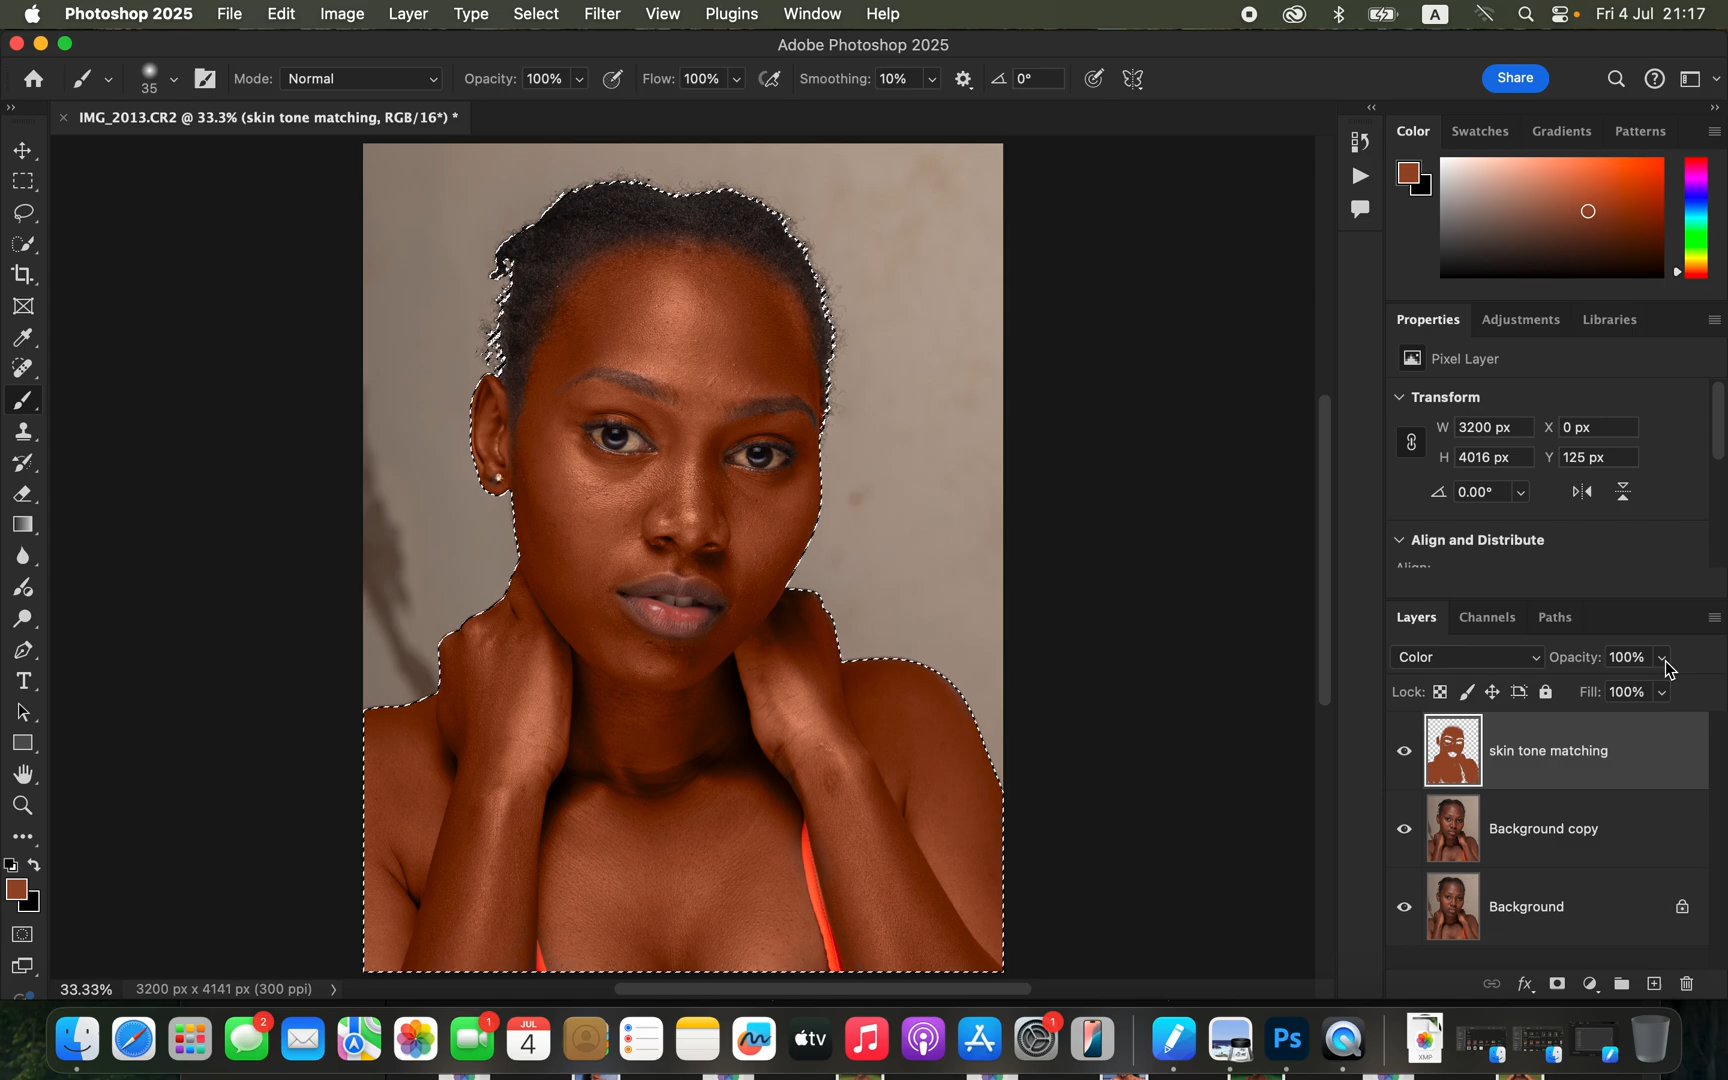 Photoshop 2025 File Edit Image Layer Type Select Filter View Plugins Window Help A Fri 4 Jul 21:17
Adobe Photoshop 2025
35 Mode: Normal Opacity: 100% Flow: 100% Smoothing: 10% 0° Share
× IMG_2013.CR2 @ 33.3% (skin tone matching, RGB/16*) *
Color Swatches Gradients Patterns
Properties Adjustments Libraries
Pixel Layer
Transform
W 3200 px X 0 px
H 4016 px Y 125 px
0.00°
Align and Distribute
Align:
Layers Channels Paths
Color Opacity: 100%
Lock: Fill: 100%
skin tone matching
Background copy
Background
33.33% 3200 px x 4141 px (300 ppi)
fx
2
1
JUL
4
tv
1
Ps
XMP